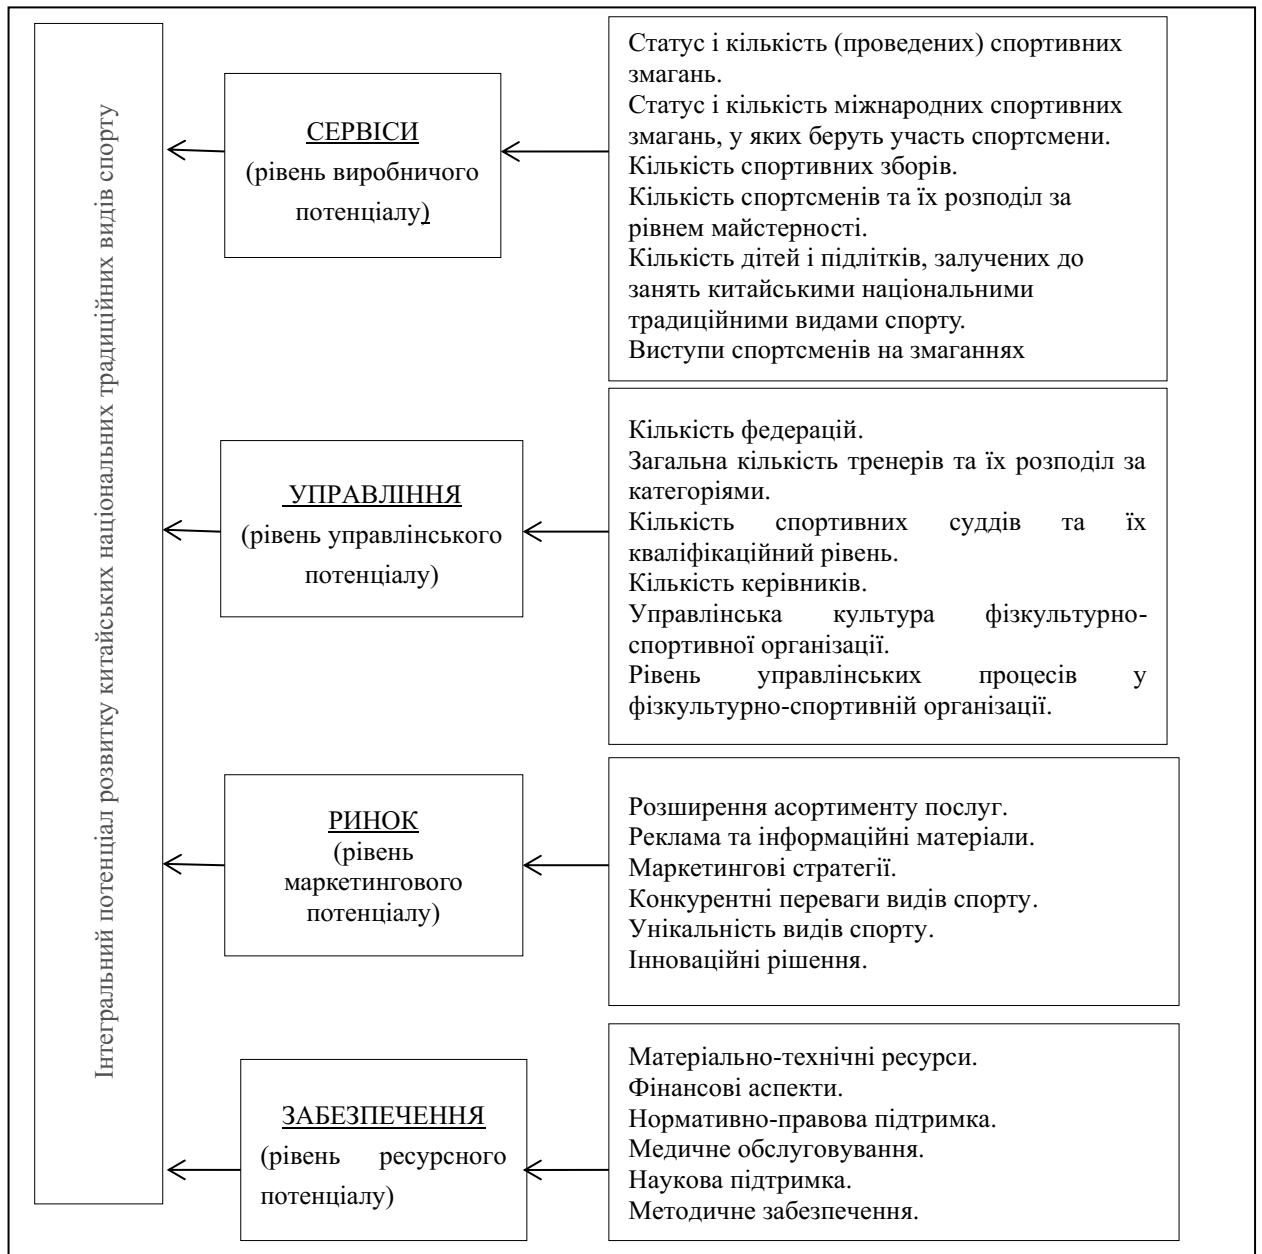 Інтегральний потенціал розвитку китайських національних традиційних видів спорту
СЕРВІСИ
(рівень виробничого
потенціалу)
Статус і кількість (проведених) спортивних
змагань.
Статус і кількість міжнародних спортивних
змагань, у яких беруть участь спортсмени.
Кількість спортивних зборів.
Кількість спортсменів та їх розподіл за
рівнем майстерності.
Кількість дітей і підлітків, залучених до
занять китайськими національними
традиційними видами спорту.
Виступи спортсменів на змаганнях
УПРАВЛІННЯ
(рівень управлінського
потенціалу)
Кількість федерацій.
Загальна кількість тренерів та їх розподіл за
категоріями.
Кількість спортивних суддів та їх
кваліфікаційний рівень.
Кількість керівників.
Управлінська культура фізкультурно-
спортивної організації.
Рівень управлінських процесів у
фізкультурно-спортивній організації.
РИНОК
(рівень
маркетингового
потенціалу)
Розширення асортименту послуг.
Реклама та інформаційні матеріали.
Маркетингові стратегії.
Конкурентні переваги видів спорту.
Унікальність видів спорту.
Інноваційні рішення.
ЗАБЕЗПЕЧЕННЯ
(рівень ресурсного
потенціалу)
Матеріально-технічні ресурси.
Фінансові аспекти.
Нормативно-правова підтримка.
Медичне обслуговування.
Наукова підтримка.
Методичне забезпечення.